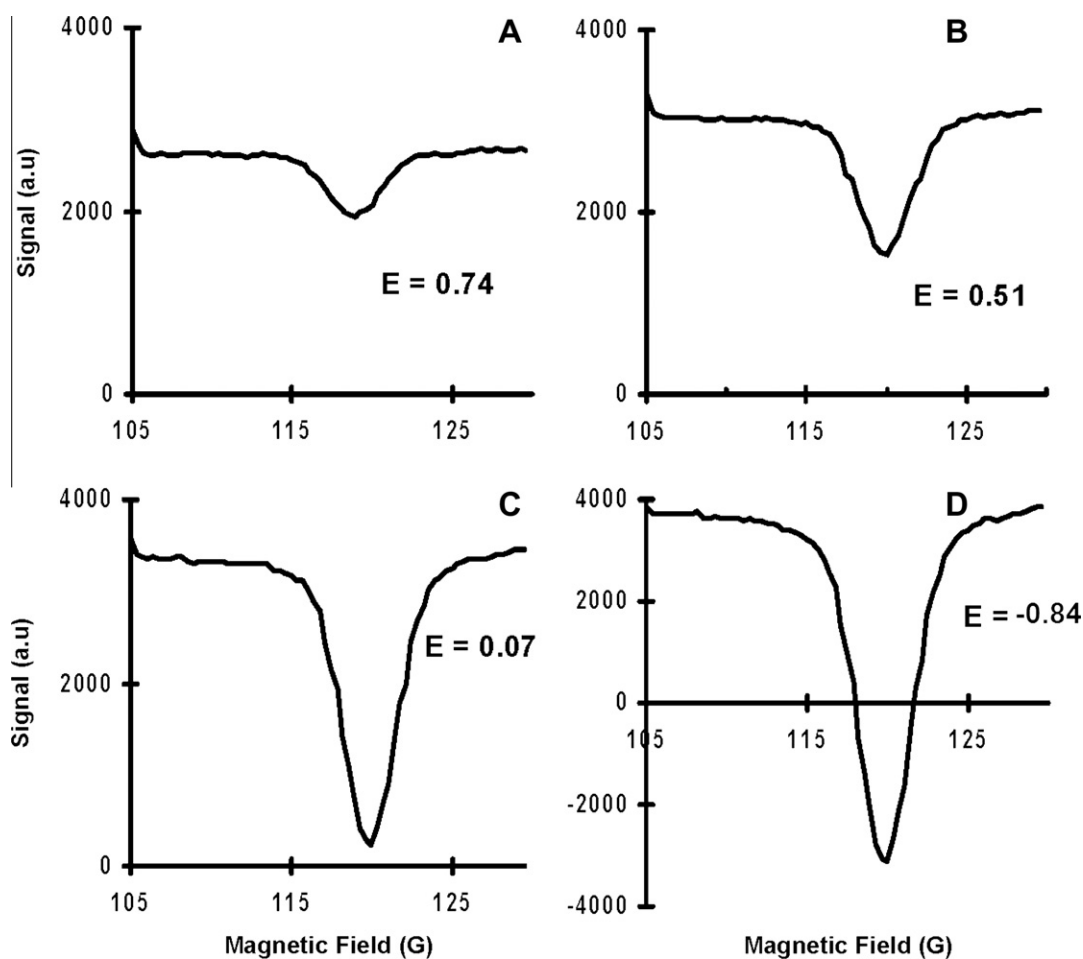 A
4000
2000
0
105
115
125
Signal (a.u)
E = 0.74
B
4000
2000
0
105
115
125
E = 0.51
C
4000
2000
0
105
115
125
Signal (a.u)
E = 0.07
Magnetic Field (G)
D
4000
2000
0
-2000
-4000
105
115
125
E = -0.84
Magnetic Field (G)